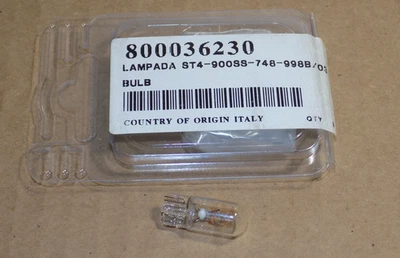 800036230
LAMPADA ST4-900SS-748-998B/03
BULB
COUNTRY OF ORIGIN ITALY QTY